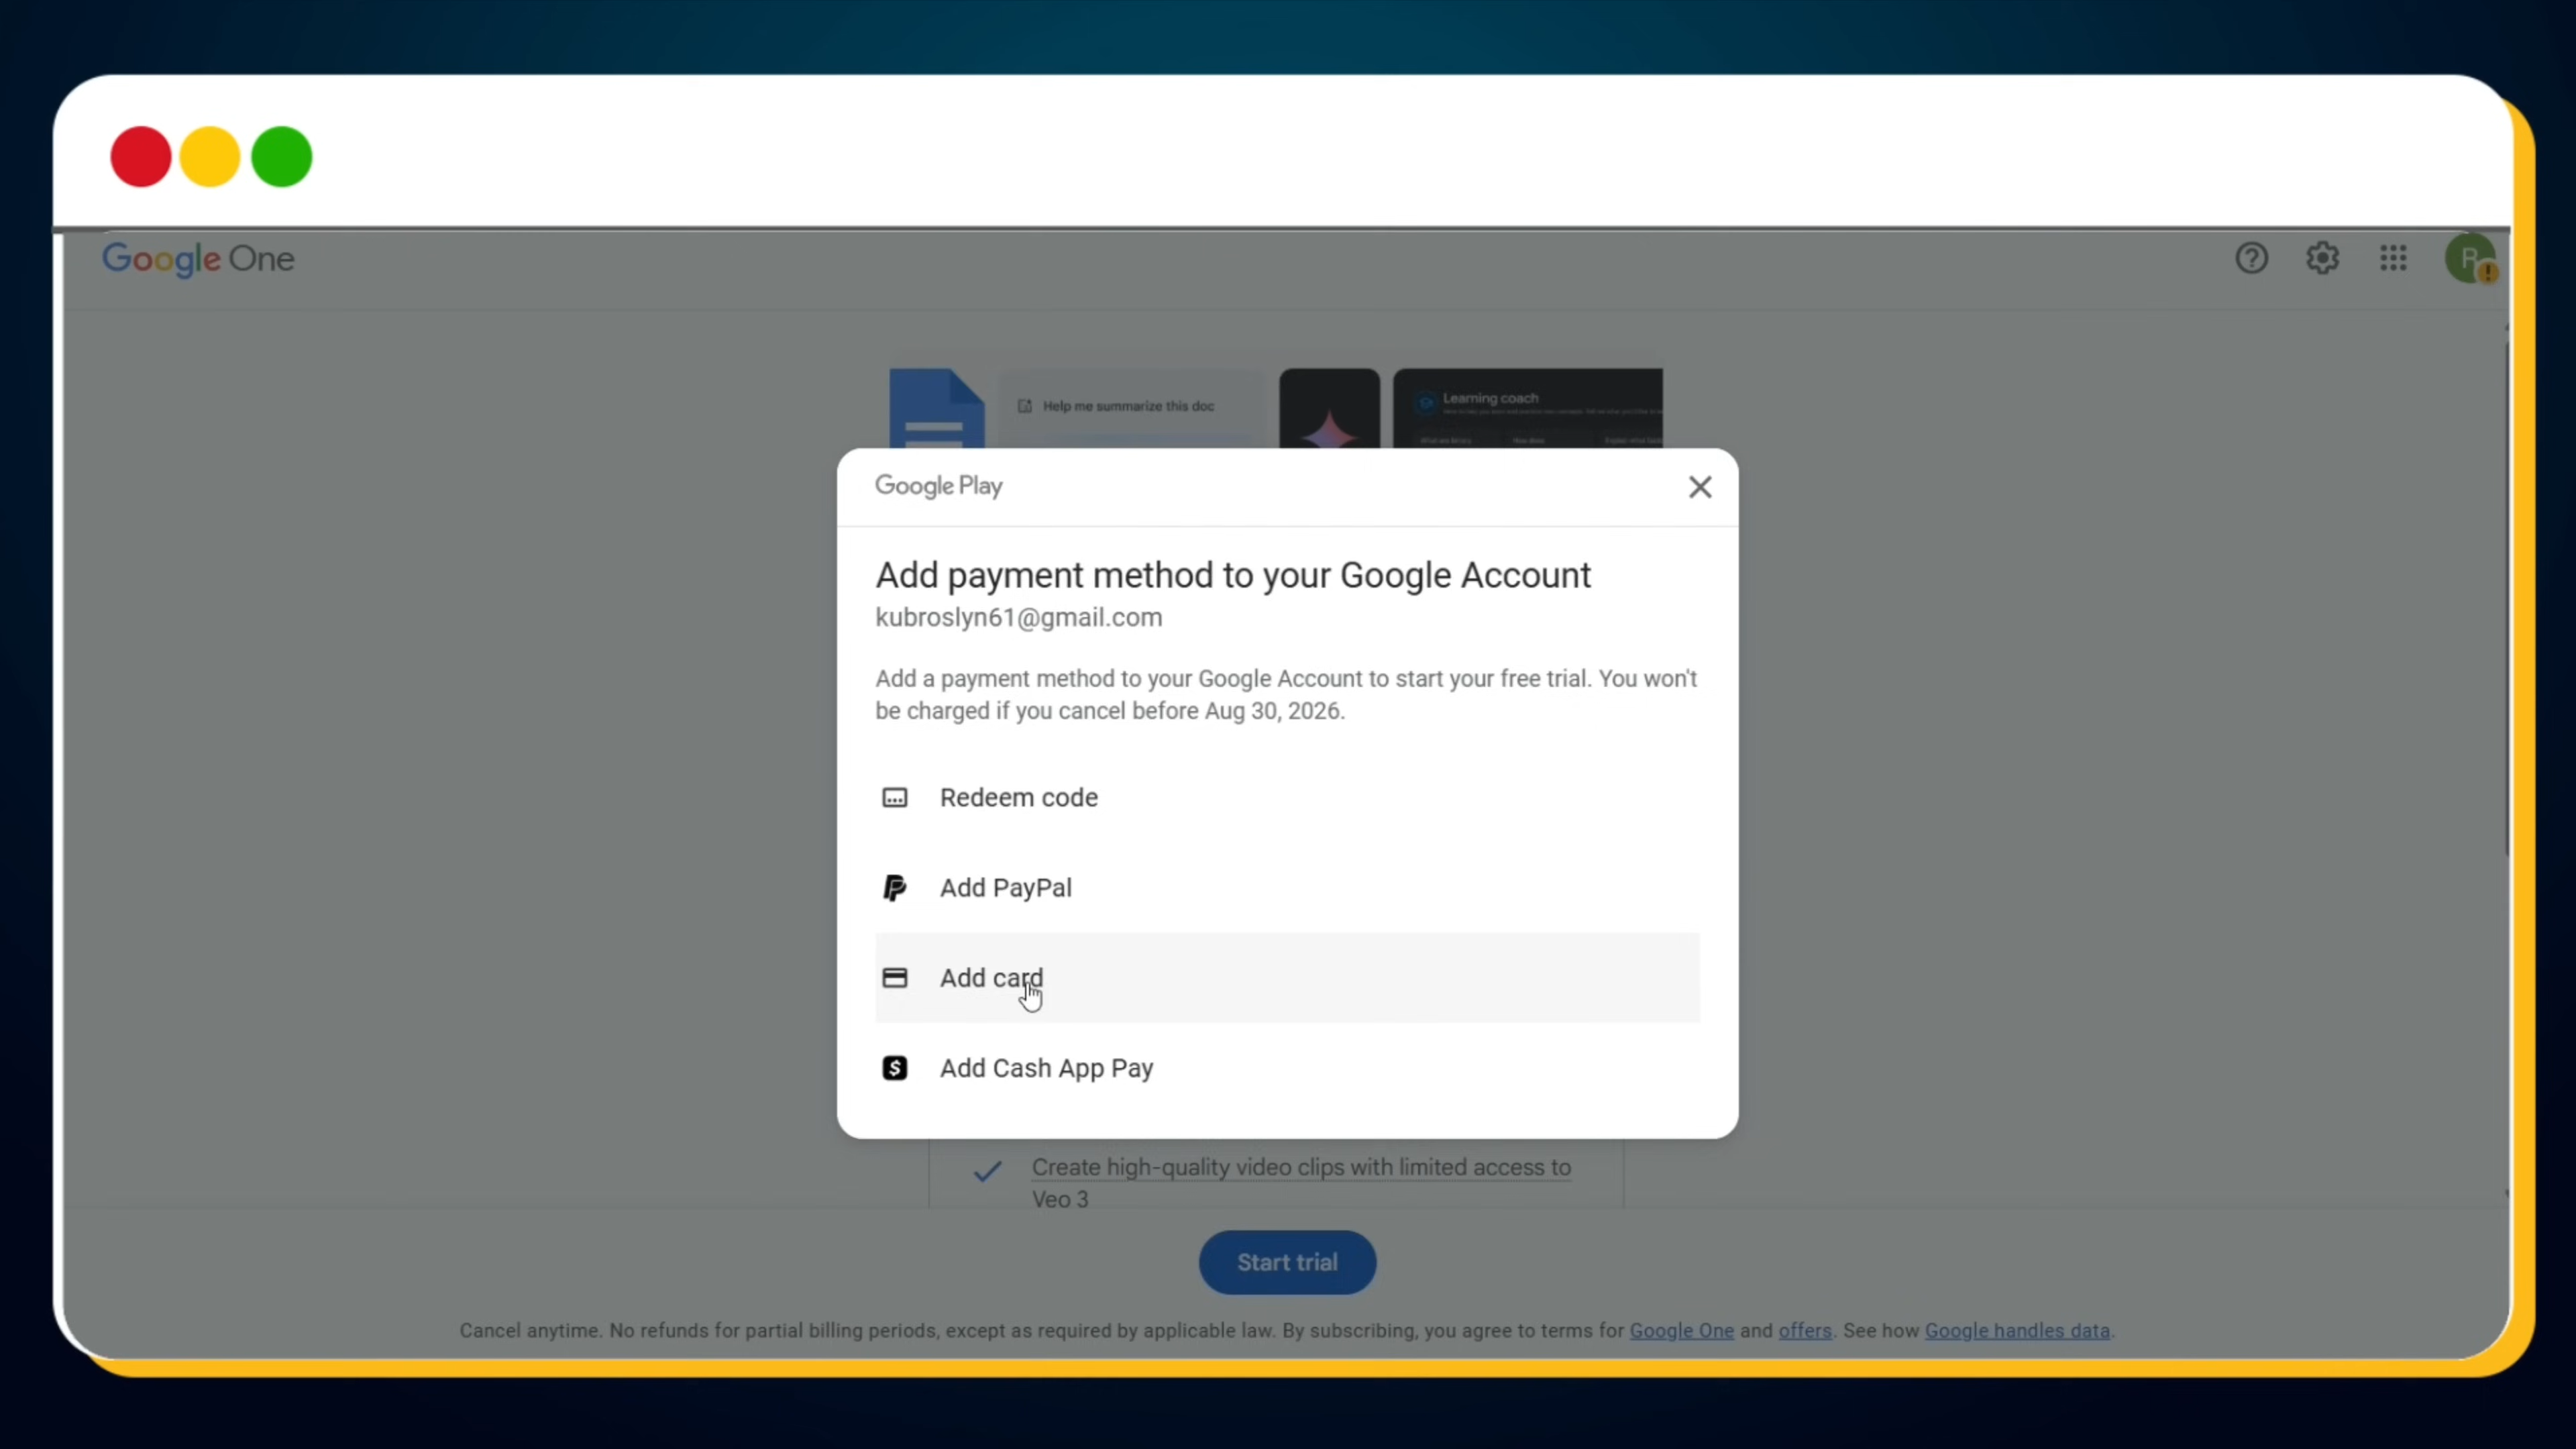 Google One
R
Help me summarize this doc
Learning coach
Google Play
Add payment method to your Google Account
kubroslyn61@gmail.com
Add a payment method to your Google Account to start your free trial. You won't
be charged if you cancel before Aug 30, 2026.
Redeem code
Add PayPal
Add card
Add Cash App Pay
Create high-quality video clips with limited access to
Veo 3
Start trial
Cancel anytime. No refunds for partial billing periods, except as required by applicable law. By subscribing, you agree to terms for Google One and offers. See how Google handles data.